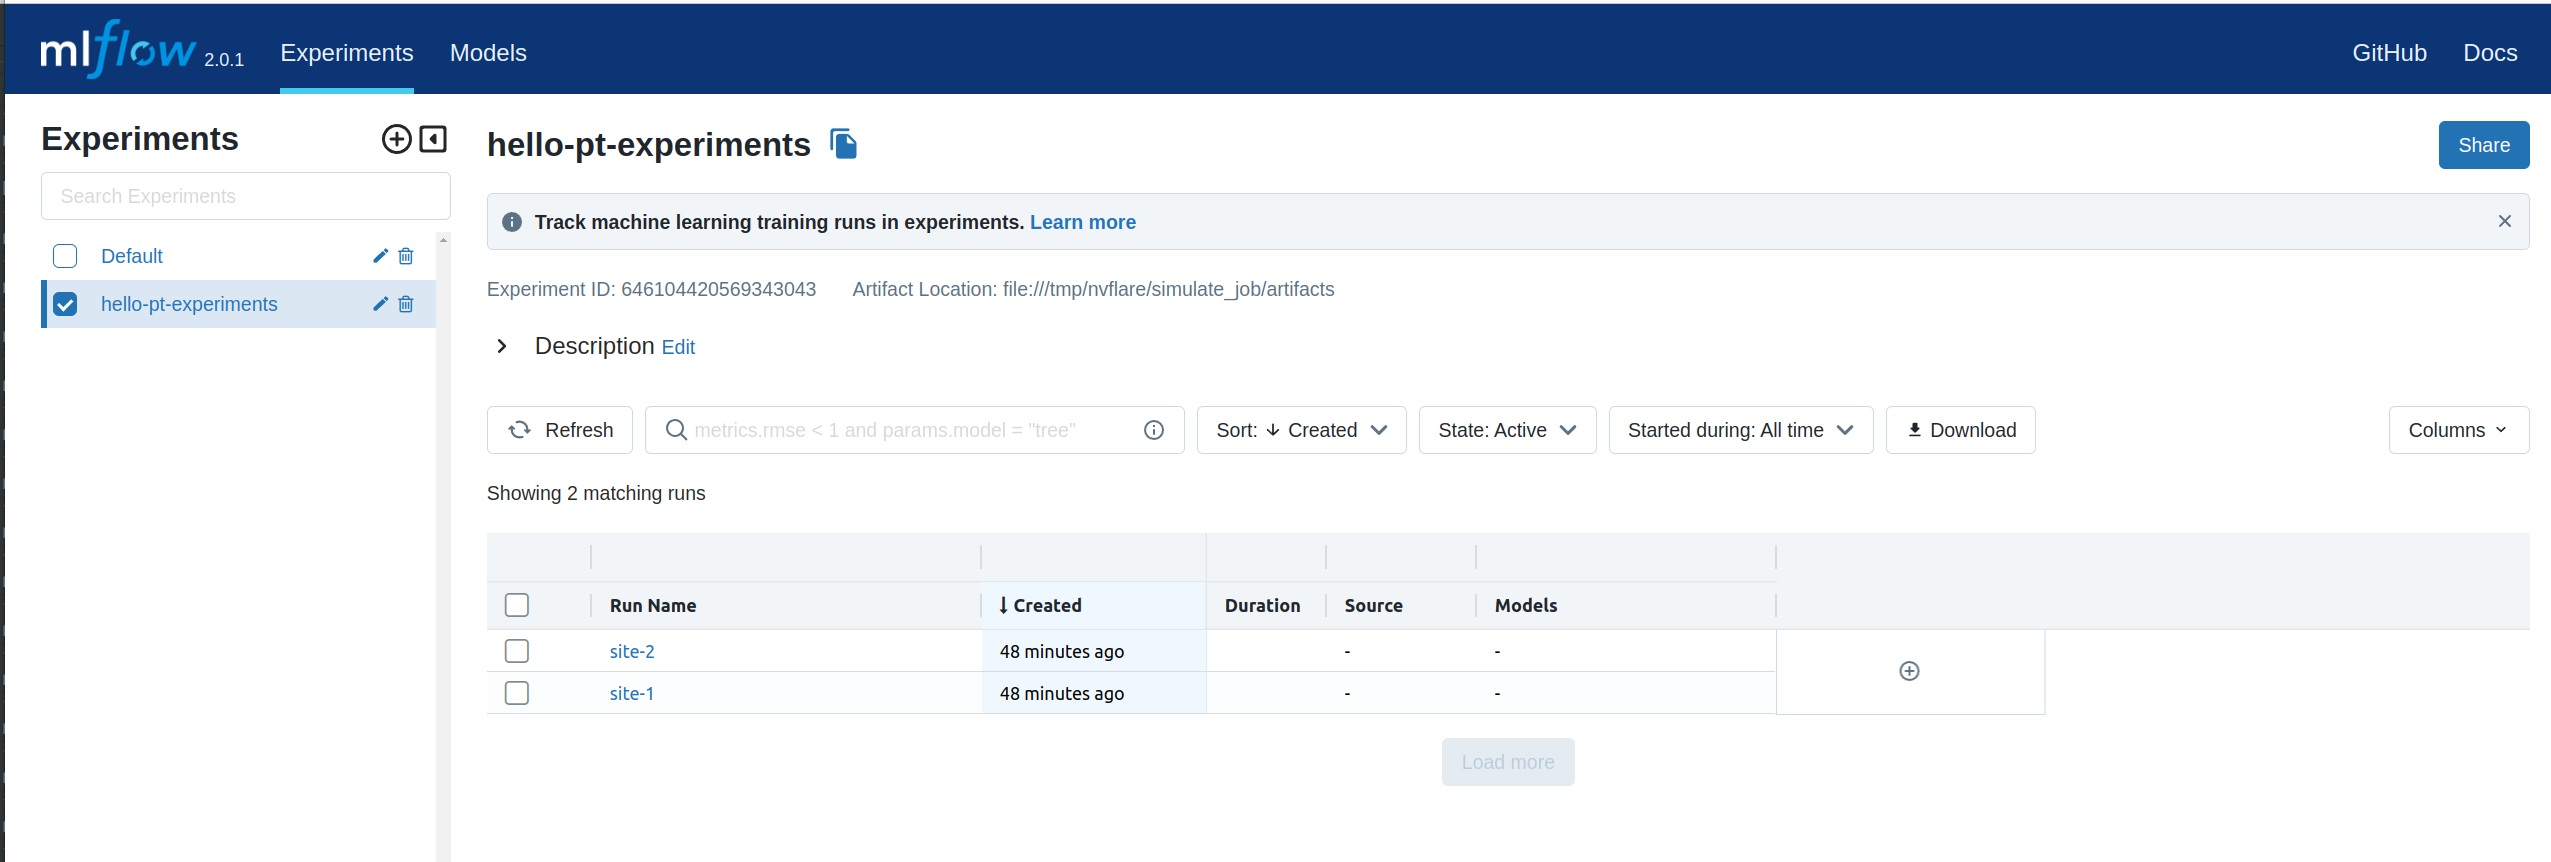 mlflow 2.0.1 Experiments Models GitHub Docs
Experiments
Search Experiments
Default
hello-pt-experiments
hello-pt-experiments
Share
Track machine learning training runs in experiments. Learn more
Experiment ID: 646104420569343043 Artifact Location: file:///tmp/nvflare/simulate_job/artifacts
Description Edit
Refresh metrics.rmse < 1 and params.model = "tree" Sort: ↓ Created State: Active Started during: All time Download Columns
Showing 2 matching runs
Run Name ↓ Created Duration Source Models
site-2 48 minutes ago - -
site-1 48 minutes ago - -
Load more